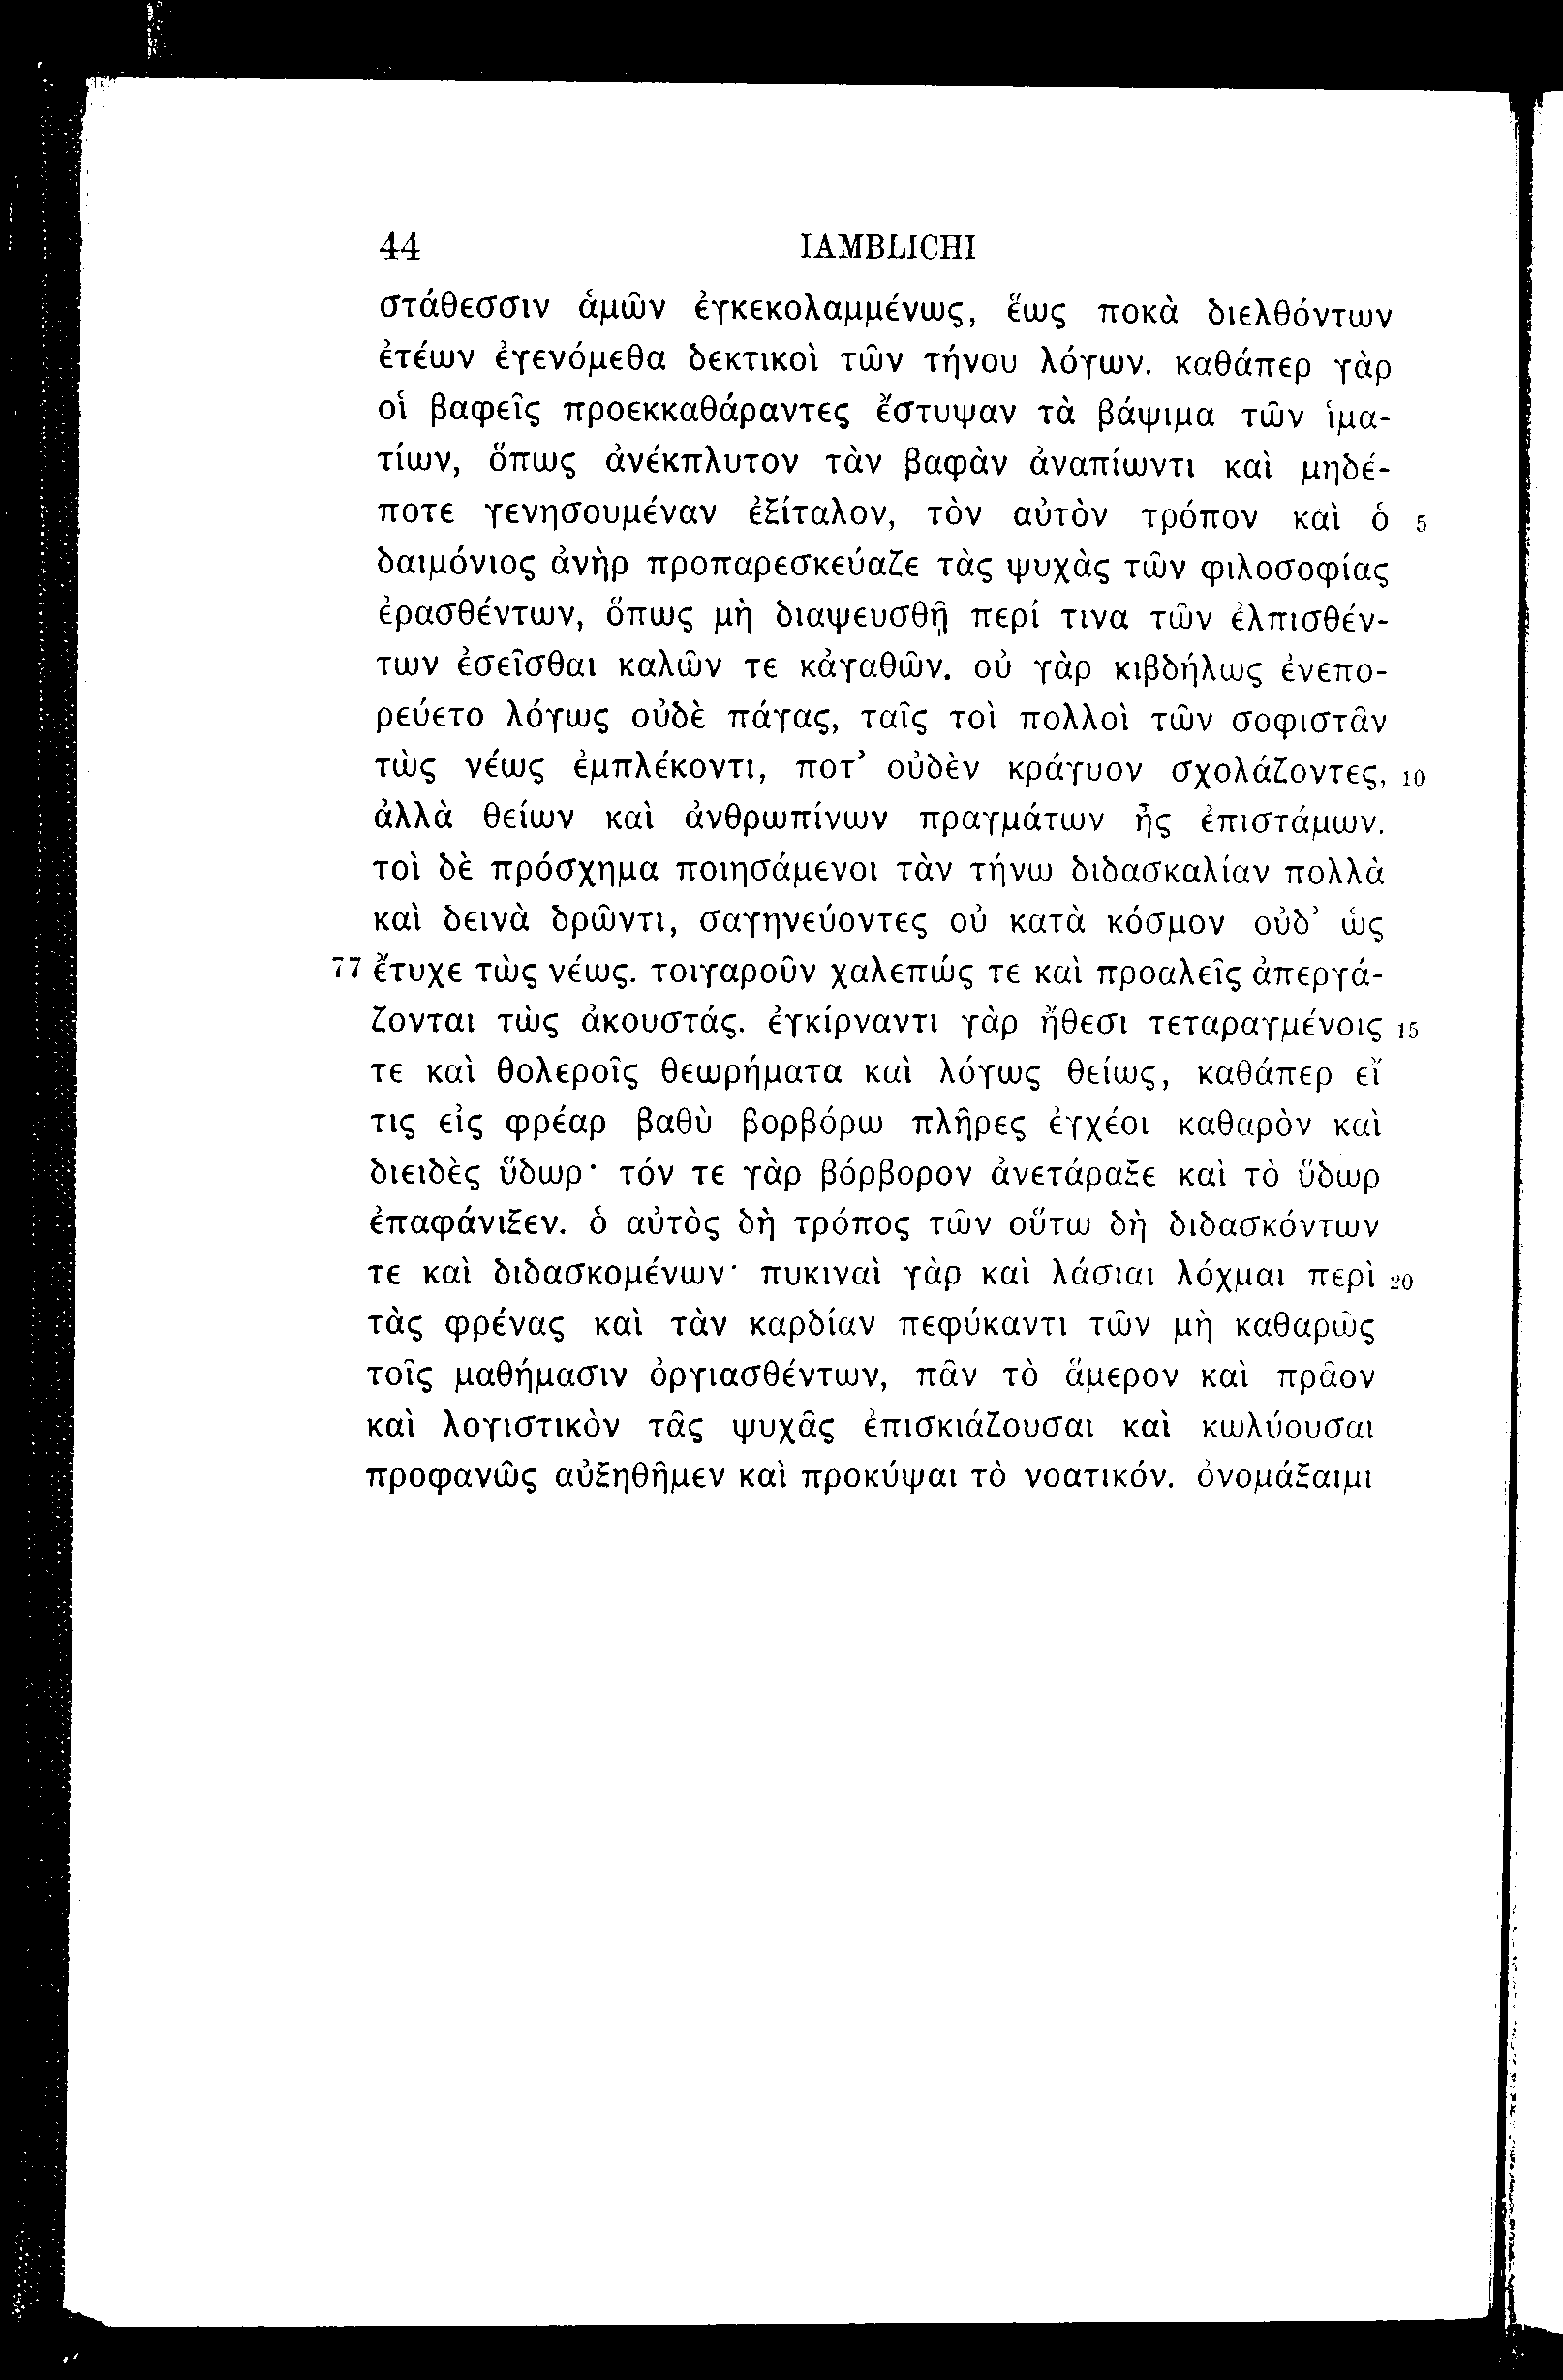 44 IAMBLICHI
στάθεσσιν ἁμῶν ἐγκεκολαμμένως, ἕως ποκὰ διελθόντων
ἐτέων ἐγενόμεθα δεκτικοὶ τῶν τήνου λόγων. καθάπερ γὰρ
οἱ βαφεῖς προεκκαθάραντες ἔστυψαν τὰ βάψιμα τῶν ἱμα-
τίων, ὅπως ἀνέκπλυτον τὰν βαφὰν ἀναπίωντι καὶ μηδέ-
ποτε γενησουμέναν ἐξίταλον, τὸν αὐτὸν τρόπον καὶ ὁ 5
δαιμόνιος ἀνὴρ προπαρεσκεύαζε τὰς ψυχὰς τῶν φιλοσοφίας
ἐρασθέντων, ὅπως μὴ διαψευσθῇ περί τινα τῶν ἐλπισθέν-
των ἐσεῖσθαι καλῶν τε κἀγαθῶν. οὐ γὰρ κιβδήλως ἐνεπο-
ρεύετο λόγως οὐδὲ πάγας, ταῖς τοὶ πολλοὶ τῶν σοφιστᾶν
τὼς νέως ἐμπλέκοντι, ποτ’ οὐδὲν κράγυον σχολάζοντες, 10
ἀλλὰ θείων καὶ ἀνθρωπίνων πραγμάτων ἦς ἐπιστάμων.
τοὶ δὲ πρόσχημα ποιησάμενοι τὰν τήνω διδασκαλίαν πολλὰ
καὶ δεινὰ δρῶντι, σαγηνεύοντες οὐ κατὰ κόσμον οὐδ’ ὡς
77 ἔτυχε τὼς νέως. τοιγαροῦν χαλεπώς τε καὶ προαλεῖς ἀπεργά-
ζονται τὼς ἀκουστάς. ἐγκίρναντι γὰρ ἤθεσι τεταραγμένοις 15
τε καὶ θολεροῖς θεωρήματα καὶ λόγως θείως, καθάπερ εἴ
τις εἰς φρέαρ βαθὺ βορβόρω πλῆρες ἐγχέοι καθαρὸν καὶ
διειδὲς ὕδωρ· τόν τε γὰρ βόρβορον ἀνετάραξε καὶ τὸ ὕδωρ
ἐπαφάνιξεν. ὁ αὐτὸς δὴ τρόπος τῶν οὕτω δὴ διδασκόντων
τε καὶ διδασκομένων· πυκιναὶ γὰρ καὶ λάσιαι λόχμαι περὶ 20
τὰς φρένας καὶ τὰν καρδίαν πεφύκαντι τῶν μὴ καθαρῶς
τοῖς μαθήμασιν ὀργιασθέντων, πᾶν τὸ ἅμερον καὶ πρᾶον
καὶ λογιστικὸν τᾶς ψυχᾶς ἐπισκιάζουσαι καὶ κωλύουσαι
προφανῶς αὐξηθῆμεν καὶ προκύψαι τὸ νοατικόν. ὀνομάξαιμι